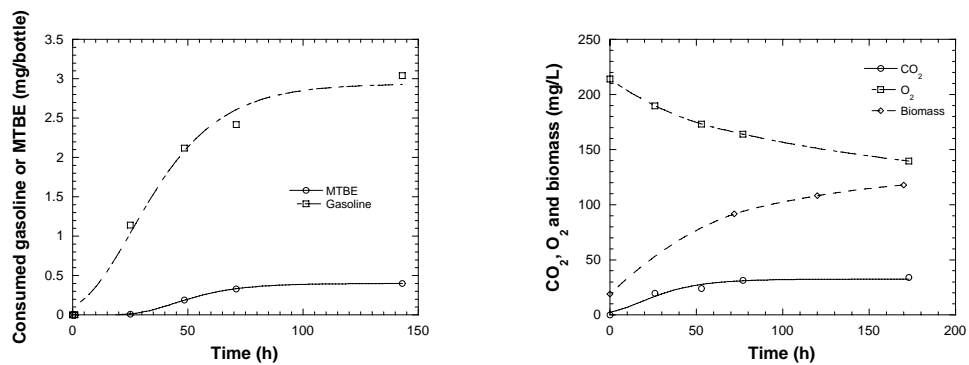 Consumed gasoline or MTBE (mg/bottle)
3.5
3
2.5
2
1.5
1
0.5
0
0
50
100
150
Time (h)
MTBE
Gasoline
CO2, O2 and biomass (mg/L)
250
200
150
100
50
0
0
50
100
150
200
Time (h)
CO2
O2
Biomass